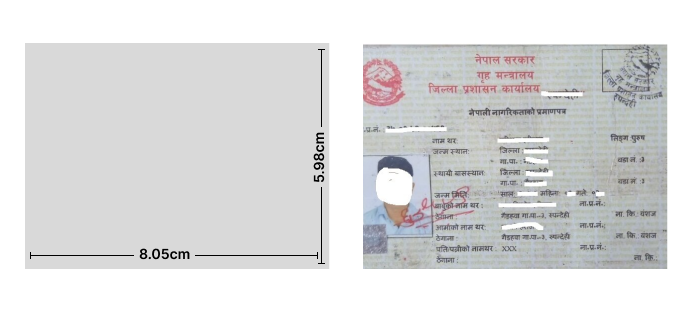 5.98cm
8.05cm
नेपाल सरकार
गृह मन्त्रालय
जिल्ला प्रशासन कार्यालय
नेपाली नागरिकताको प्रमाणपत्र
नाम थर: लिङ्ग पुरुष
जन्म स्थान: जिल्ला:
गा.पा. वडा नं :३
स्थायी बासस्थान: जिल्ला:
गा.पा. वडा नं :३
जन्म मिति: साल: महिना: गते:
बाबुको नाम थर: ना.प्र.नं.:
ठेगाना: गैडहवा गा.पा-३, रुपन्देही ना. कि. वंशज
आमाको नाम थर: ना.प्र.नं.:
ठेगाना: गैडहवा गा.पा-३, रुपन्देही ना. कि. वंशज
पति/पत्नीको नामथर: XXX ना.प्र.नं.:
ठेगाना: ना. कि.: